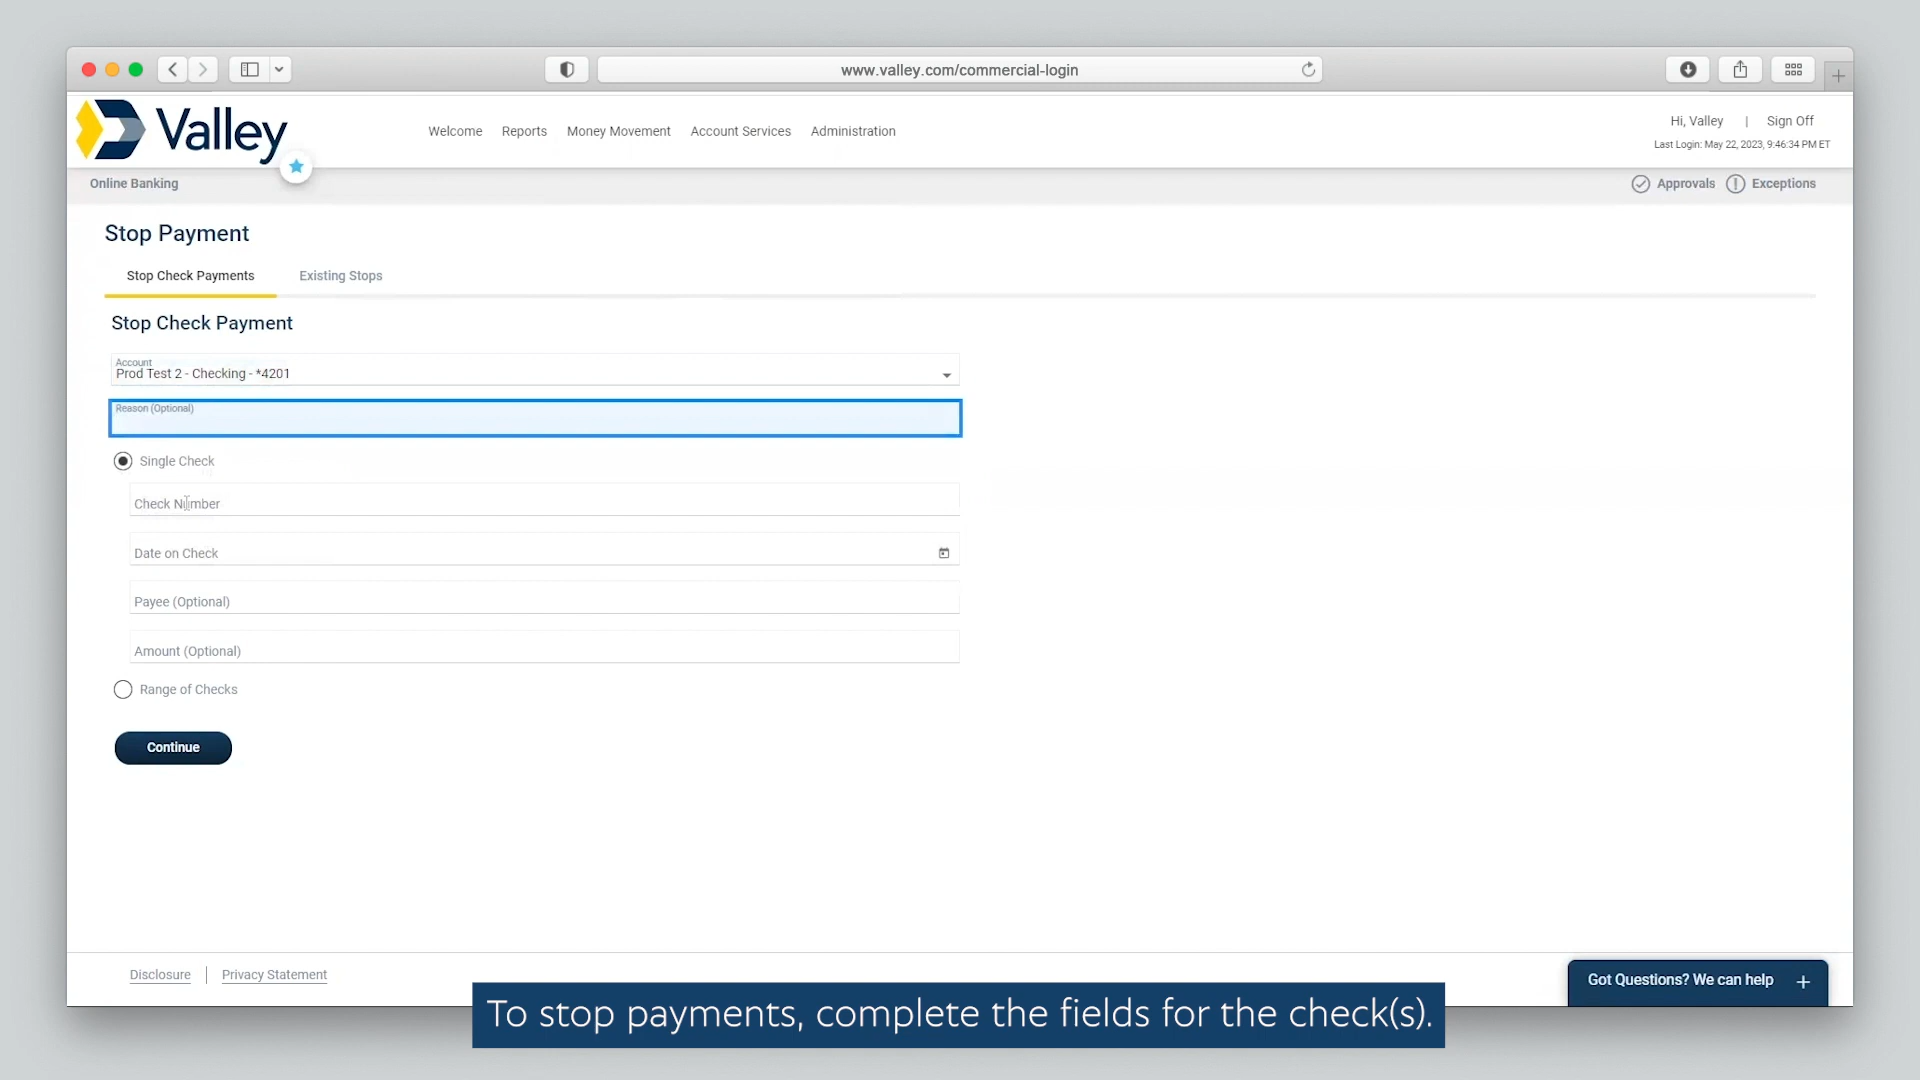 www.valley.com/commercial-login
Valley
Welcome Reports Money Movement Account Services Administration
Hi, Valley | Sign Off
Last Login: May 22, 2023, 9:46:34 PM ET
Online Banking
Approvals Exceptions
Stop Payment
Stop Check Payments Existing Stops
Stop Check Payment
Account
Prod Test 2 - Checking - *4201
Reason (Optional)
Single Check
Check Number
Date on Check
Payee (Optional)
Amount (Optional)
Range of Checks
Continue
Disclosure | Privacy Statement
Got Questions? We can help +
To stop payments, complete the fields for the check(s).